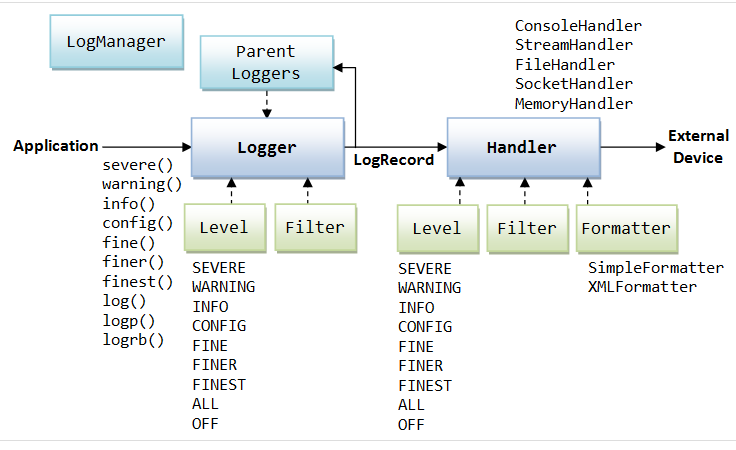 LogManager
Parent
Loggers
ConsoleHandler
StreamHandler
FileHandler
SocketHandler
MemoryHandler
Application
Logger
LogRecord
Handler
External
Device
severe()
warning()
info()
config()
fine()
finer()
finest()
log()
logp()
logrb()
Level
Filter
SEVERE
WARNING
INFO
CONFIG
FINE
FINER
FINEST
ALL
OFF
Level
Filter
Formatter
SEVERE
WARNING
INFO
CONFIG
FINE
FINER
FINEST
ALL
OFF
SimpleFormatter
XMLFormatter